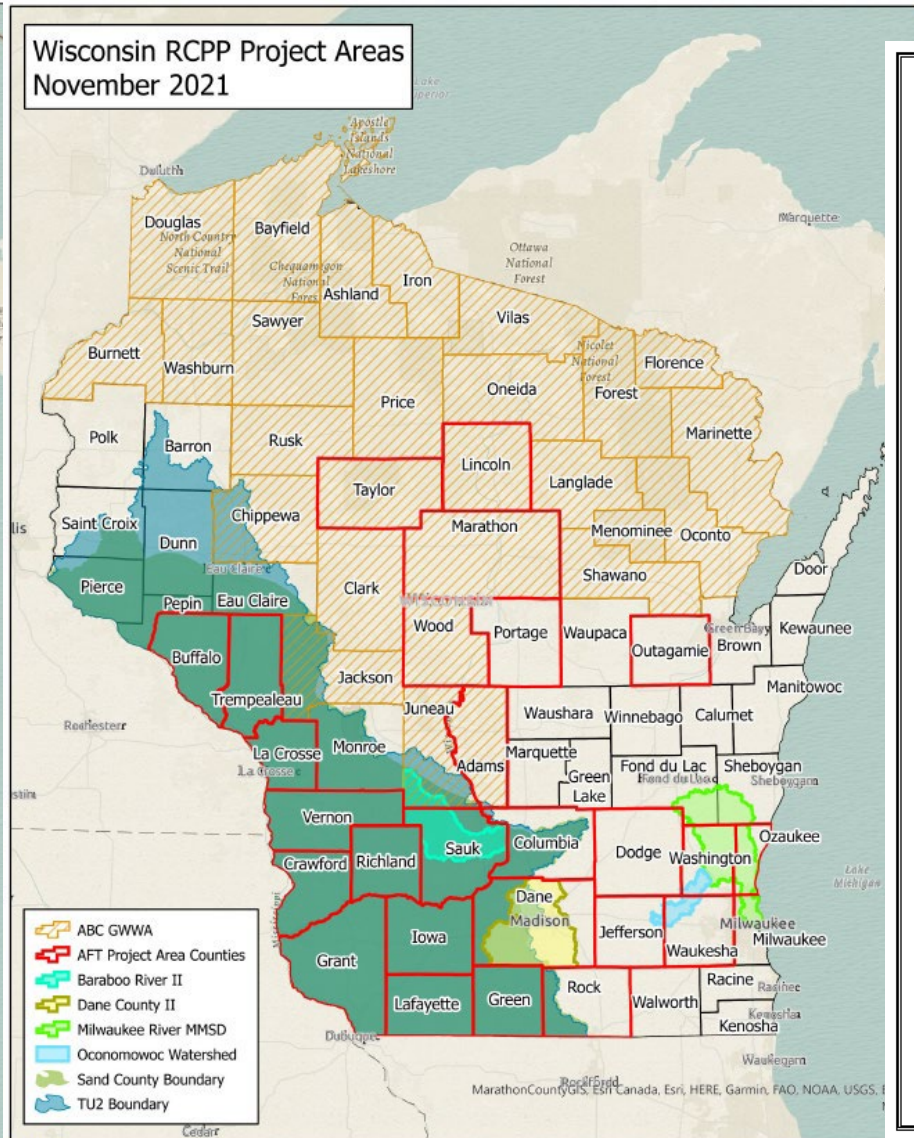 Wisconsin RCPP Project Areas
November 2021
Lake
Superior
Apostle
Islands
National
Lakeshore
Duluth
Marquette
Douglas
Bayfield
North Country
National
Scenic Trail
Chequamegon
National
Forest
Ashland
Iron
Ottawa
National
Forest
Vilas
Sawyer
Burnett
Washburn
Nicolet
National
Forest
Florence
Forest
Oneida
Price
Marinette
Polk
Barron
Rusk
Lincoln
Taylor
Langlade
Chippewa
Marathon
Menominee
Oconto
lis
Saint Croix
Dunn
Eau Claire
Clark
Shawano
Door
Pierce
Pepin
Eau Claire
Wood
Portage
Waupaca
Outagamie
Green Bay
Brown
Kewaunee
Buffalo
Trempealeau
Jackson
Manitowoc
Juneau
Waushara
Winnebago
Calumet
Rochester
La Crosse
La Crosse
Monroe
Adams
Marquette
Green
Lake
Fond du Lac
Fond du Lac
Sheboygan
Sheboygan
stin
Vernon
Sauk
Columbia
Dodge
Washington
Ozaukee
Crawford
Richland
Lake
Michigan
Mississippi
Dane
Madison
Jefferson
Milwaukee
Milwaukee
Waukesha
Iowa
Grant
Lafayette
Green
Rock
Walworth
Racine
Racine
Kenosha
Kenosha
Dubuque
Waukegan
Rockford
MarathonCountyGIS, Esri Canada, Esri, HERE, Garmin, FAO, NOAA, USGS,
Cedar
ABC GWWA
AFT Project Area Counties
Baraboo River II
Dane County II
Milwaukee River MMSD
Oconomowoc Watershed
Sand County Boundary
TU2 Boundary